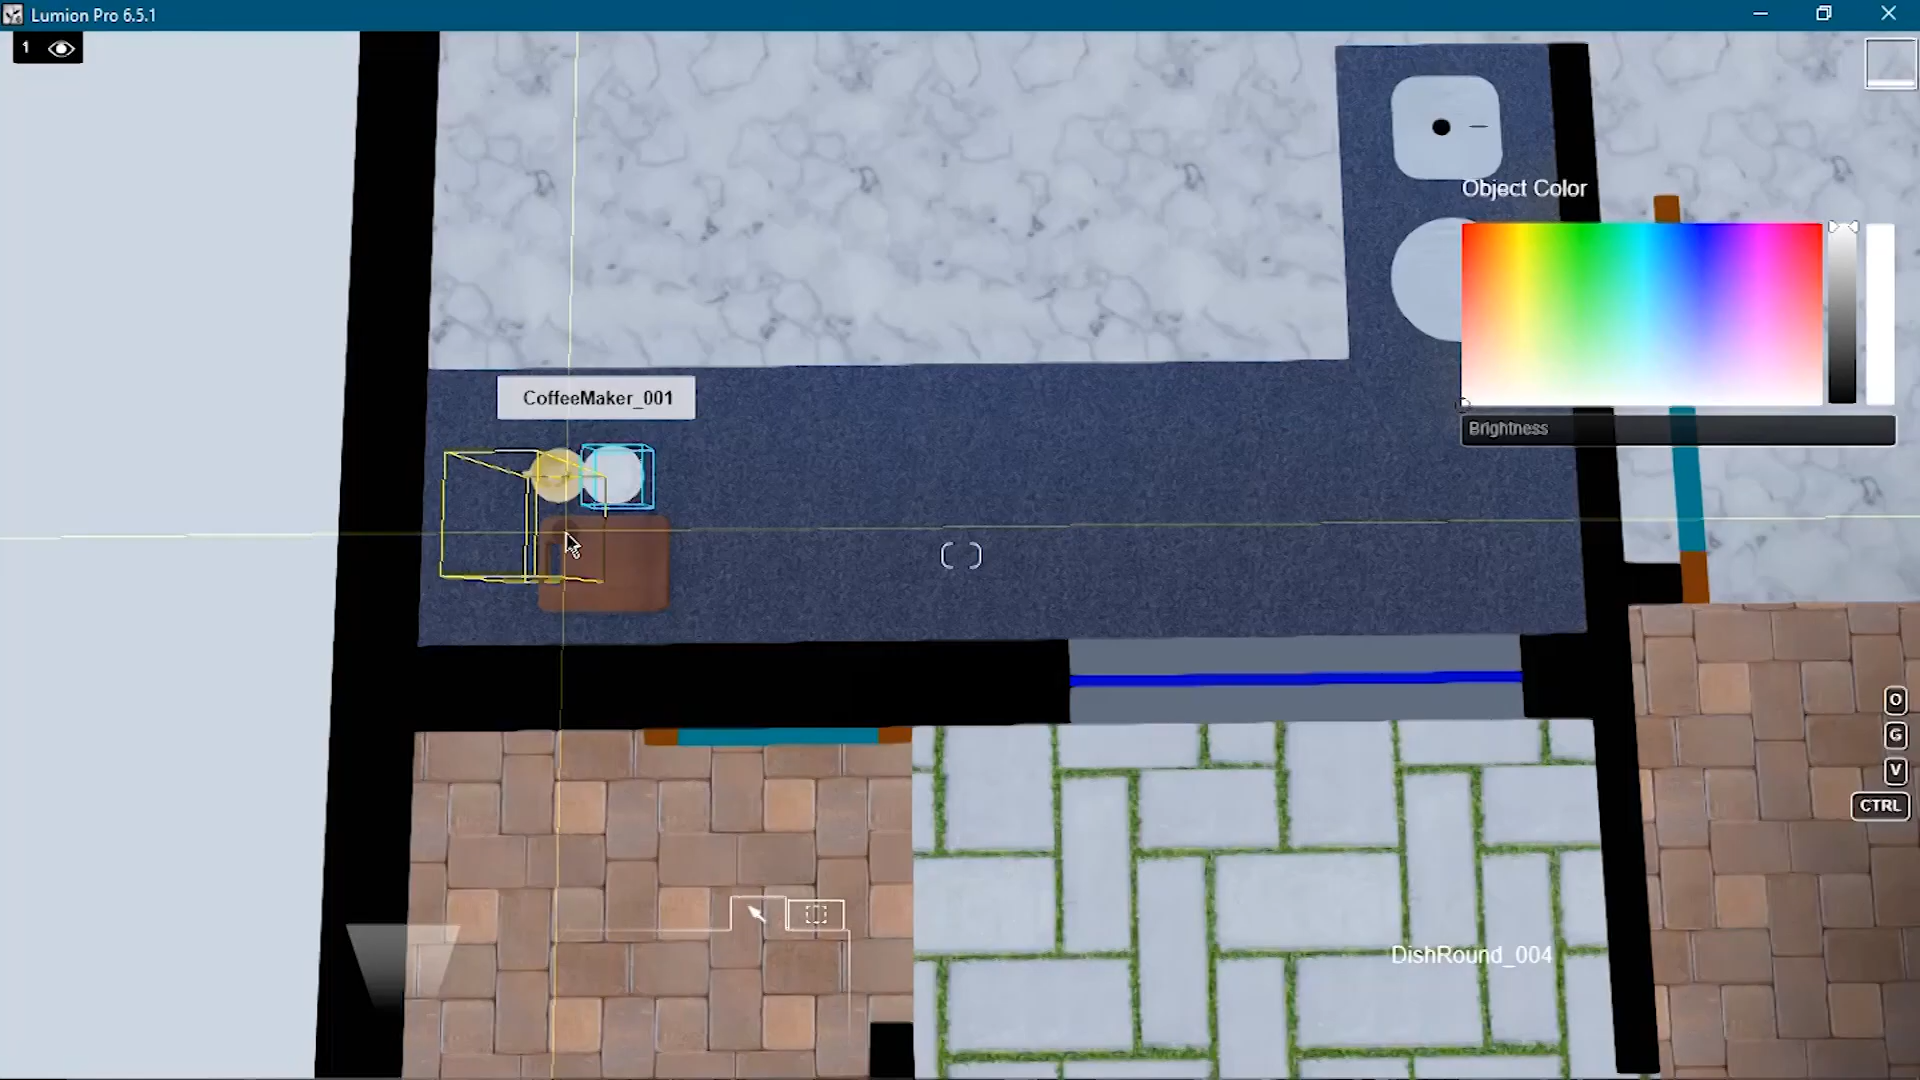 Lumion Pro 6.5.1
1
Object Color
CoffeeMaker_001
Brightness
O
G
V
CTRL
DishRound_004